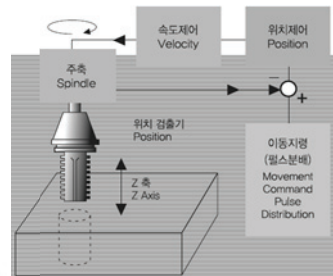 속도제어
Velocity
위치제어
Position
주축
Spindle
−
+
위치 검출기
Position
Z 축
Z Axis
이동지령
(펄스분배)
Movement
Command
Pulse
Distribution